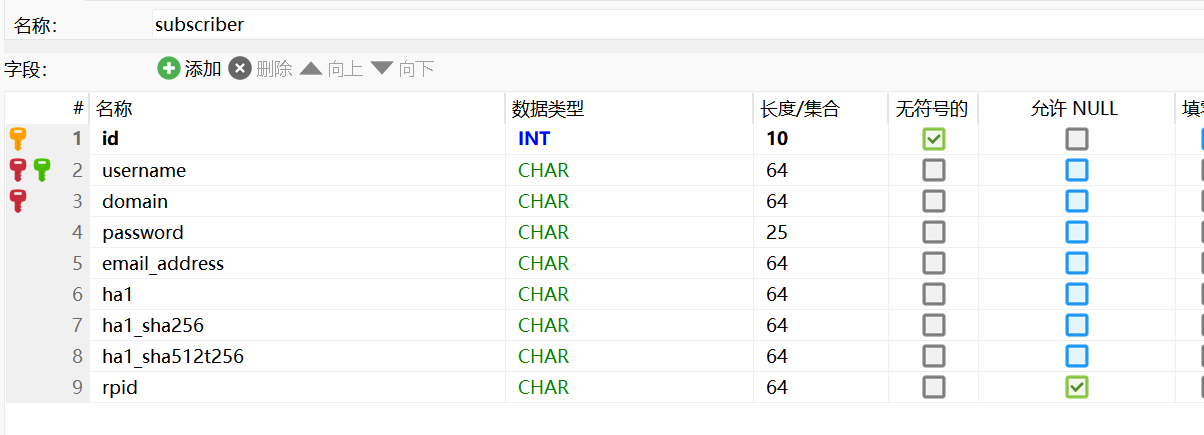 名称： subscriber
字段： 添加 删除 向上 向下
# 名称 数据类型 长度/集合 无符号的 允许 NULL
1 id INT 10
2 username CHAR 64
3 domain CHAR 64
4 password CHAR 25
5 email_address CHAR 64
6 ha1 CHAR 64
7 ha1_sha256 CHAR 64
8 ha1_sha512t256 CHAR 64
9 rpid CHAR 64